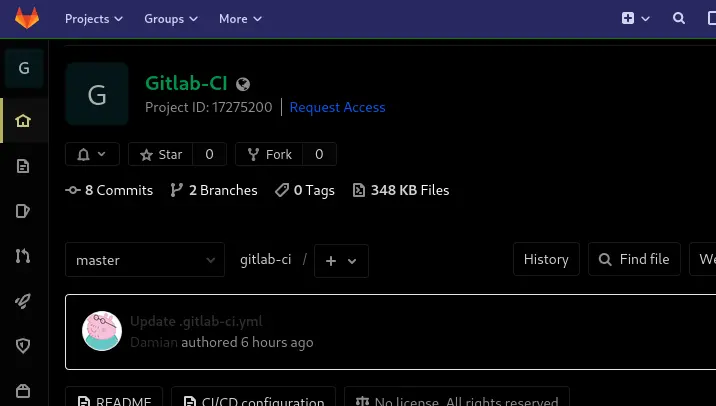 Projects Groups More
G
G
Gitlab-CI
Project ID: 17275200 | Request Access
Star 0 Fork 0
8 Commits 2 Branches 0 Tags 348 KB Files
master gitlab-ci / + History Find file We
Update .gitlab-ci.yml
Damian authored 6 hours ago
README CI/CD configuration No license. All rights reserved